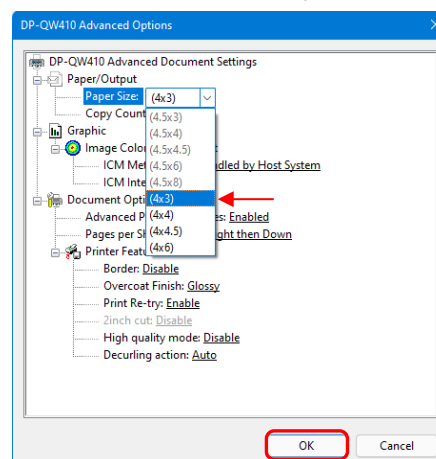 DP-QW410 Advanced Options
DP-QW410 Advanced Document Settings
Paper/Output
Paper Size: (4x3)
Copy Count
(4.5x3)
(4.5x4)
(4.5x4.5)
(4.5x6)
(4.5x8)
(4x3)
(4x4)
(4x4.5)
(4x6)
Graphic
Image Color
ICM Met ndled by Host System
ICM Inte
Document Opti
Advanced P es: Enabled
Pages per S ght then Down
Printer Featu
Border: Disable
Overcoat Finish: Glossy
Print Re-try: Enable
2inch cut: Disable
High quality mode: Disable
Decurling action: Auto
OK Cancel